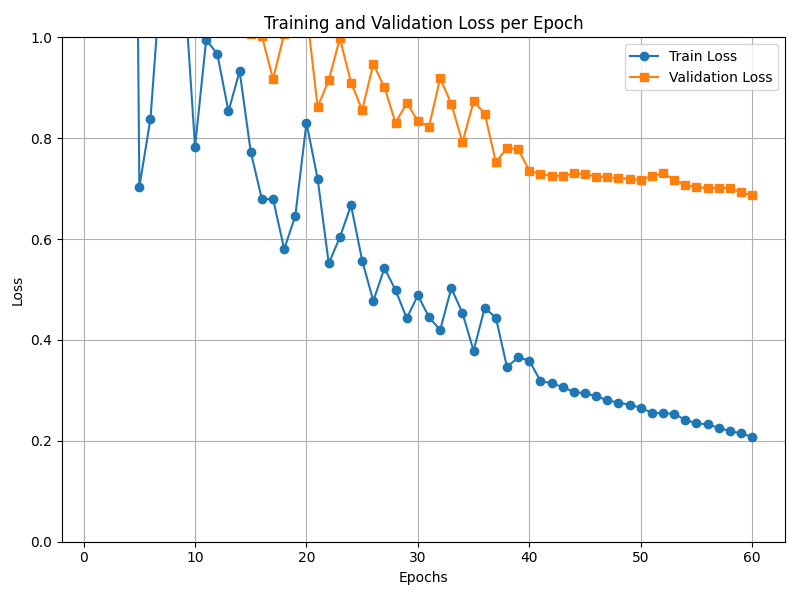 Training and Validation Loss per Epoch
Train Loss
Validation Loss
1.0
0.8
0.6
0.4
0.2
0.0
Loss
0 10 20 30 40 50 60
Epochs